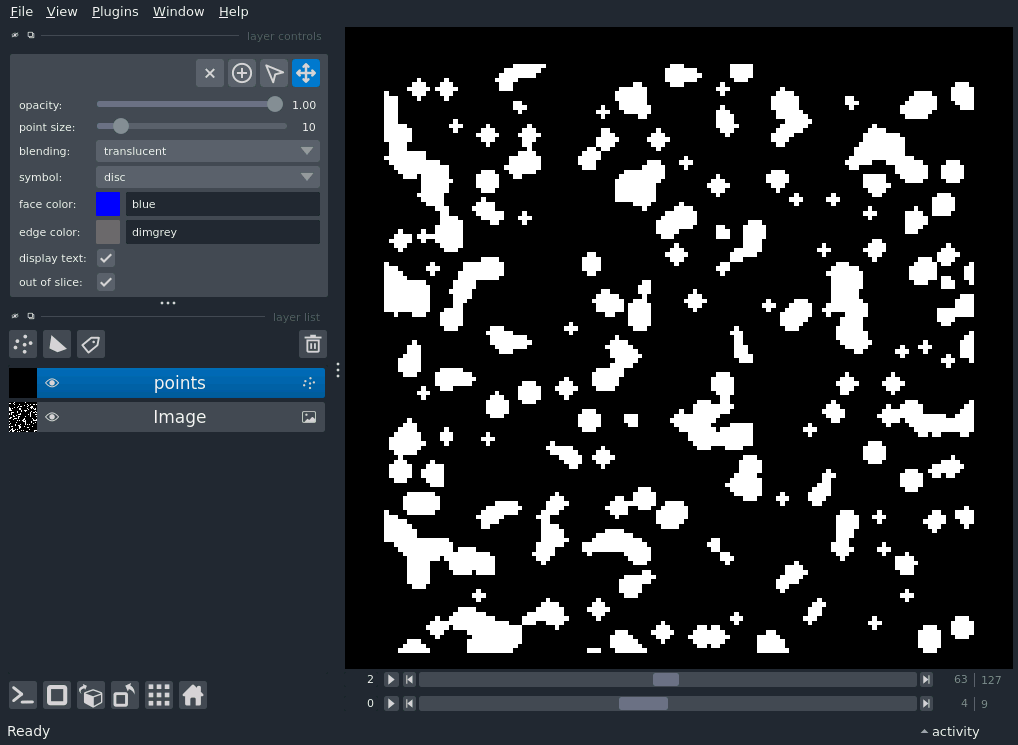 File View Plugins Window Help
layer controls
opacity: 1.00
point size: 10
blending: translucent
symbol: disc
face color: blue
edge color: dimgrey
display text:
out of slice:
layer list
points
Image
2 63 127
0 4 9
Ready activity